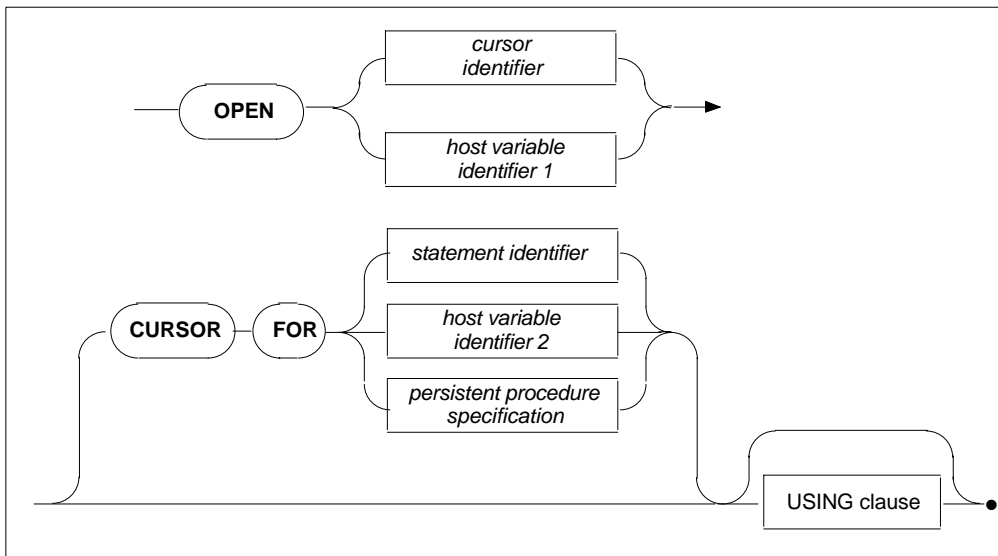 cursor
identifier
OPEN
host variable
identifier 1
statement identifier
CURSOR
FOR
host variable
identifier 2
persistent procedure
specification
USING clause